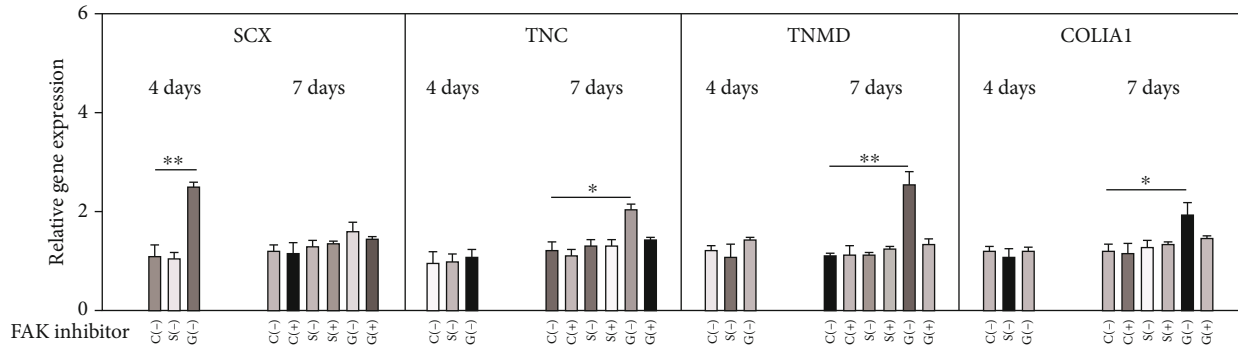 6
4
2
0
Relative gene expression
SCX
TNC
TNMD
COLIA1
4 days
7 days
4 days
7 days
4 days
7 days
4 days
7 days
**
*
**
*
FAK inhibitor
C(−) S(−) G(−) C(−) C(+) S(−) S(+) G(−) G(+)
C(−) S(−) G(−) C(−) C(+) S(−) S(+) G(−) G(+)
C(−) S(−) G(−) C(−) C(+) S(−) S(+) G(−) G(+)
C(−) S(−) G(−) C(−) C(+) S(−) S(+) G(−) G(+)